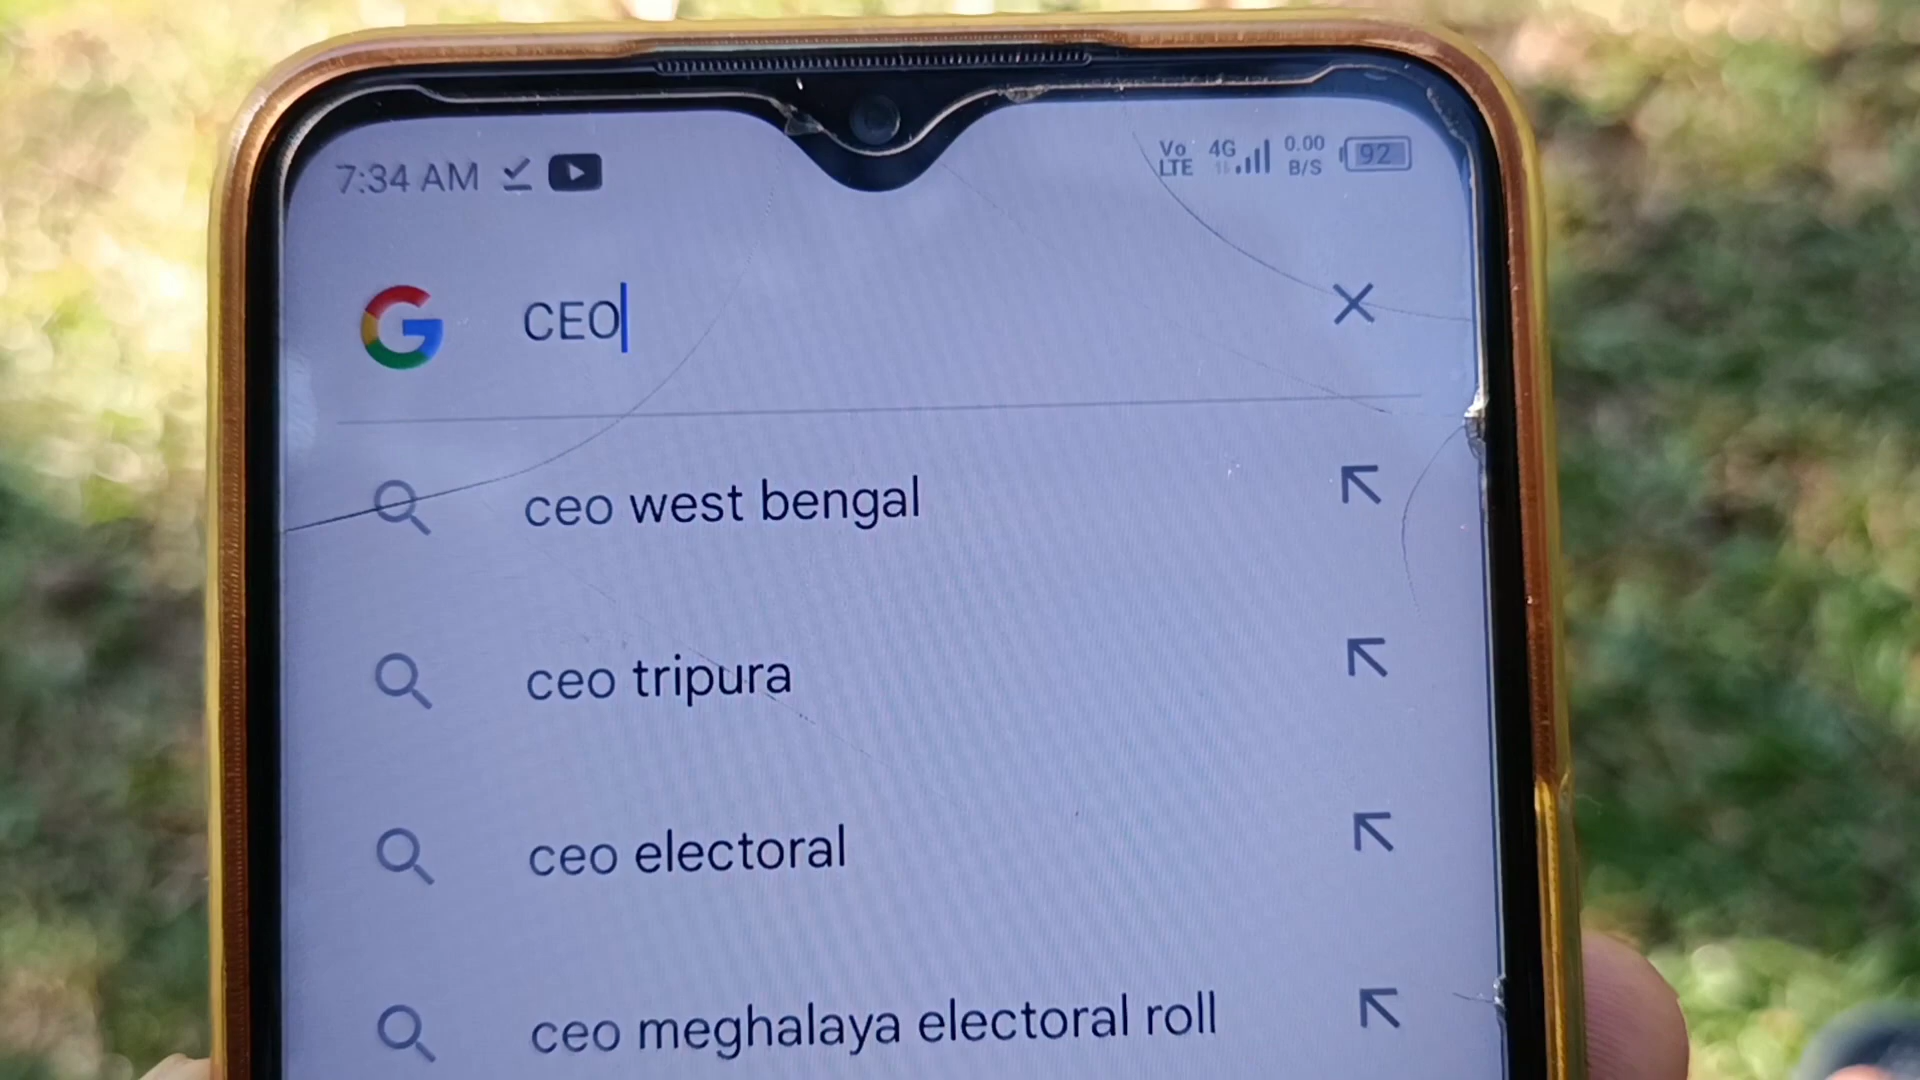 7:34 AM
Vo LTE 4G 0.00 B/S 92
CEO
ceo west bengal
ceo tripura
ceo electoral
ceo meghalaya electoral roll